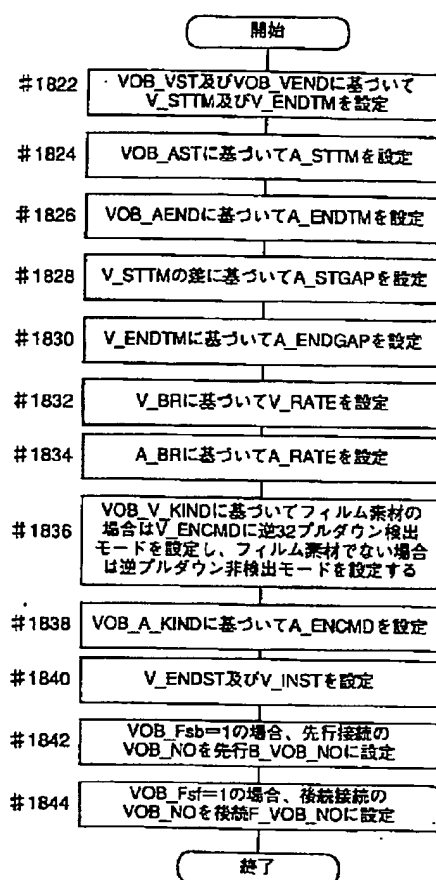 開始
#1822
VOB_VST及びVOB_VENDに基づいて
V_STTM及びV_ENDTMを設定
#1824
VOB_ASTに基づいてA_STTMを設定
#1826
VOB_AENDに基づいてA_ENDTMを設定
#1828
V_STTMの差に基づいてA_STGAPを設定
#1830
V_ENDTMに基づいてA_ENDGAPを設定
#1832
V_BRに基づいてV_RATEを設定
#1834
A_BRに基づいてA_RATEを設定
#1836
VOB_V_KINDに基づいてフィルム素材の
場合はV_ENCMDに逆32プルダウン検出
モードを設定し、フィルム素材でない場合
は逆プルダウン非検出モードを設定する
#1838
VOB_A_KINDに基づいてA_ENCMDを設定
#1840
V_ENDST及びV_INSTを設定
#1842
VOB_Fsb=1の場合、先行接続の
VOB_NOを先行B_VOB_NOに設定
#1844
VOB_Fsf=1の場合、後続接続の
VOB_NOを後続F_VOB_NOに設定
終了